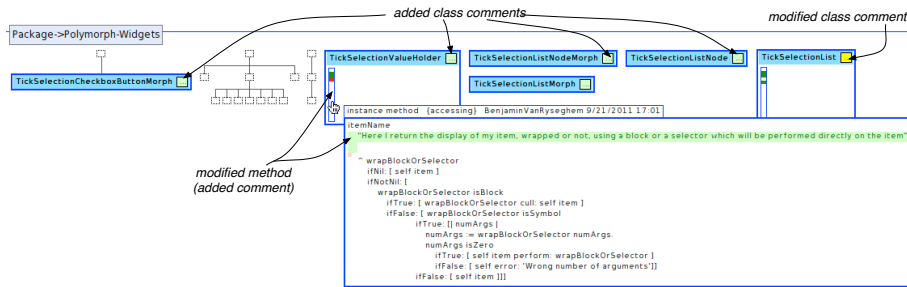 added class comments
modified class comment
Package->Polymorph-Widgets
TickSelectionCheckboxButtonMorph
TickSelectionValueHolder
TickSelectionListNodeMorph
TickSelectionListNode
TickSelectionList
TickSelectionListMorph
instance method {accessing} BenjaminVanRyseghem 9/21/2011 17:01
modified method
(added comment)
itemName
"Here I return the display of my item, wrapped or not, using a block or a selector which will be performed directly on the item"
^ wrapBlockOrSelector
ifNil: [ self item ]
ifNotNil: [
wrapBlockOrSelector isBlock
ifTrue: [ wrapBlockOrSelector cull: self item ]
ifFalse: [ wrapBlockOrSelector isSymbol
ifTrue: [| numArgs |
numArgs := wrapBlockOrSelector numArgs.
numArgs isZero
ifTrue: [ self item perform: wrapBlockOrSelector ]
ifFalse: [ self error: 'Wrong number of arguments']]
ifFalse: [ self item ]]]